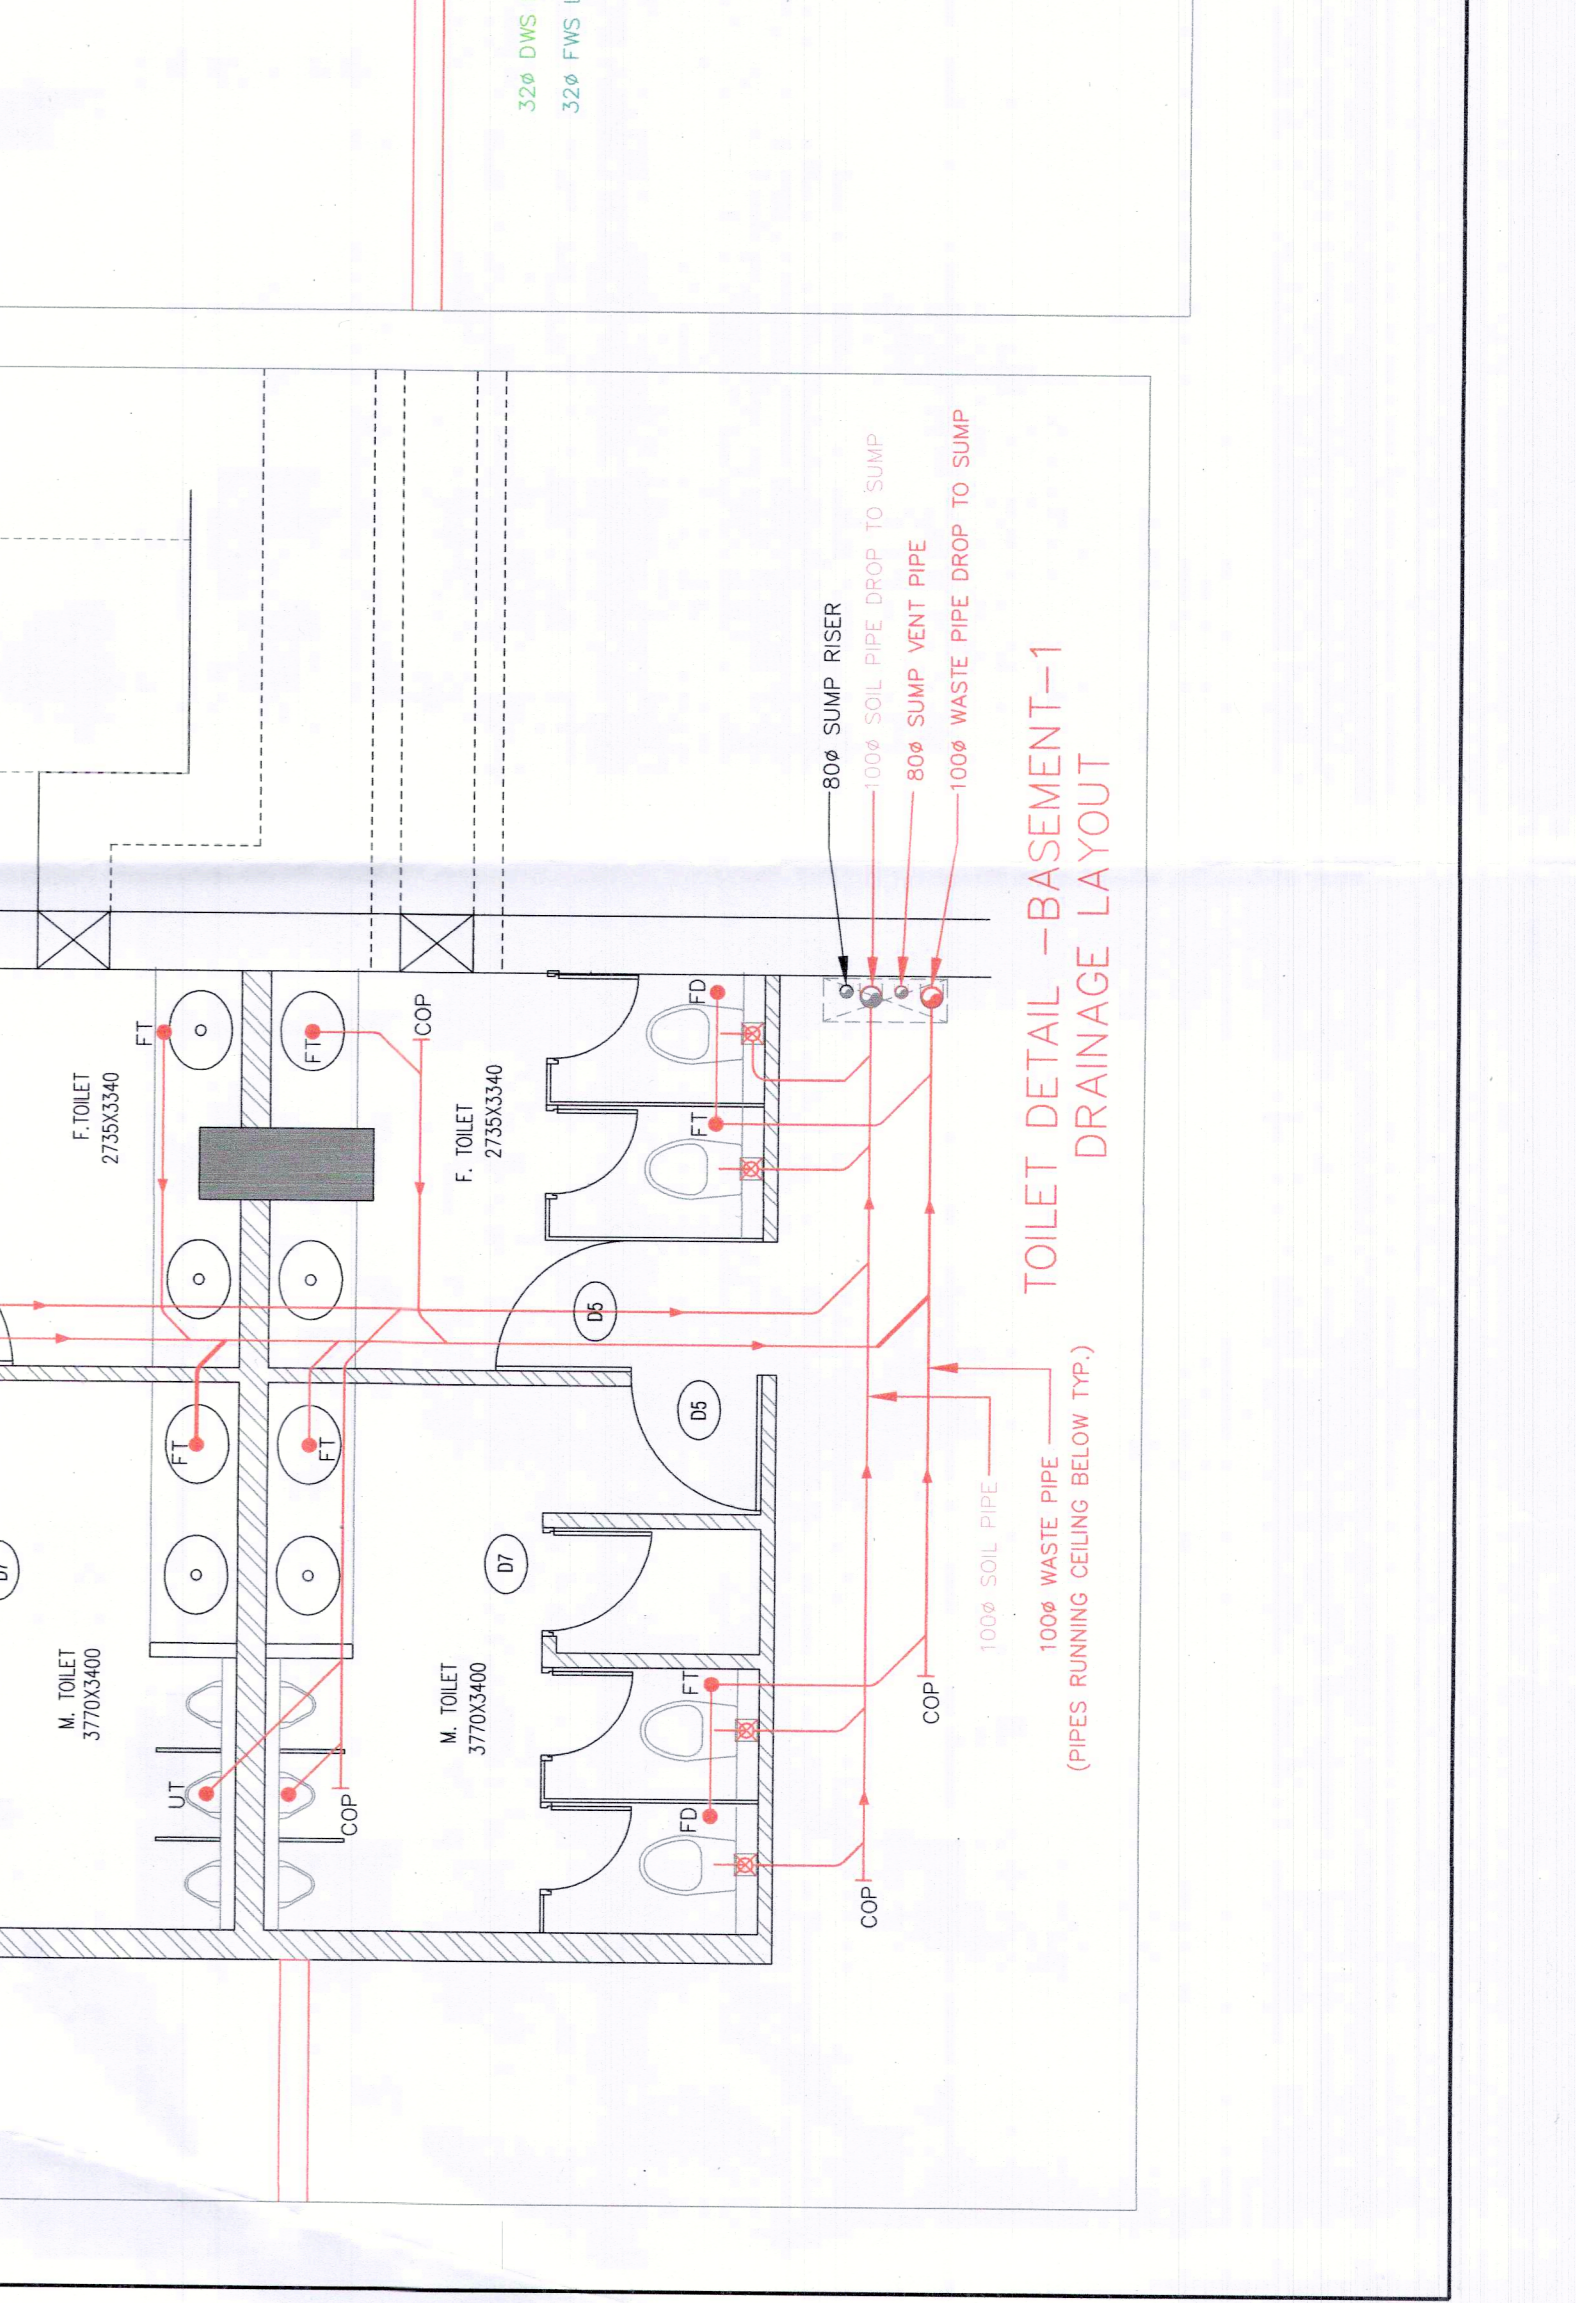 32ø DWS
32ø FWS
F.TOILET
2735X3340
FT
FT
COP
F. TOILET
2735X3340
FD
FT
80ø SUMP RISER
100ø SOIL PIPE DROP TO SUMP
80ø SUMP VENT PIPE
100ø WASTE PIPE DROP TO SUMP
TOILET DETAIL -BASEMENT-1
DRAINAGE LAYOUT
D5
D5
FT
FT
D7
D7
M. TOILET
3770X3400
M. TOILET
3770X3400
UT
COP
FT
FD
COP
COP
100ø SOIL PIPE
100ø WASTE PIPE
(PIPES RUNNING CEILING BELOW TYP.)